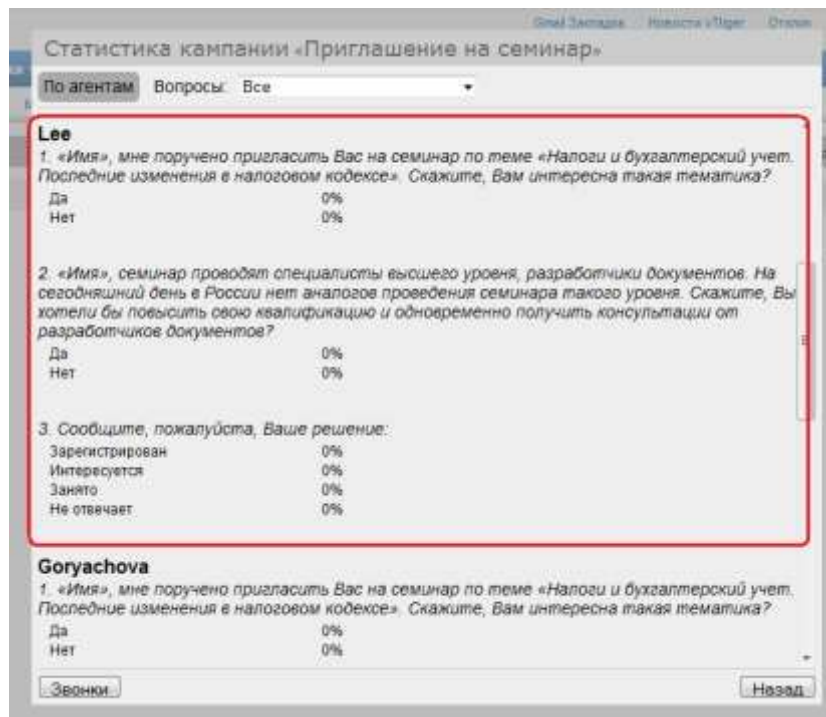 Gmail Закладка Новости vTiger Отклик
Статистика кампании «Приглашение на семинар»
По агентам Вопросы: Все
Lee
1. «Имя», мне поручено пригласить Вас на семинар по теме «Налоги и бухгалтерский учет.
Последние изменения в налоговом кодексе». Скажите, Вам интересна такая тематика?
Да 0%
Нет 0%
2. «Имя», семинар проводят специалисты высшего уровня, разработчики документов. На
сегодняшний день в России нет аналогов проведения семинара такого уровня. Скажите, Вы
хотели бы повысить свою квалификацию и одновременно получить консультации от
разработчиков документов?
Да 0%
Нет 0%
3. Сообщите, пожалуйста, Ваше решение:
Зарегистрирован 0%
Интересуется 0%
Занято 0%
Не отвечает 0%
Goryachova
1. «Имя», мне поручено пригласить Вас на семинар по теме «Налоги и бухгалтерский учет.
Последние изменения в налоговом кодексе». Скажите, Вам интересна такая тематика?
Да 0%
Нет 0%
Звонки Назад